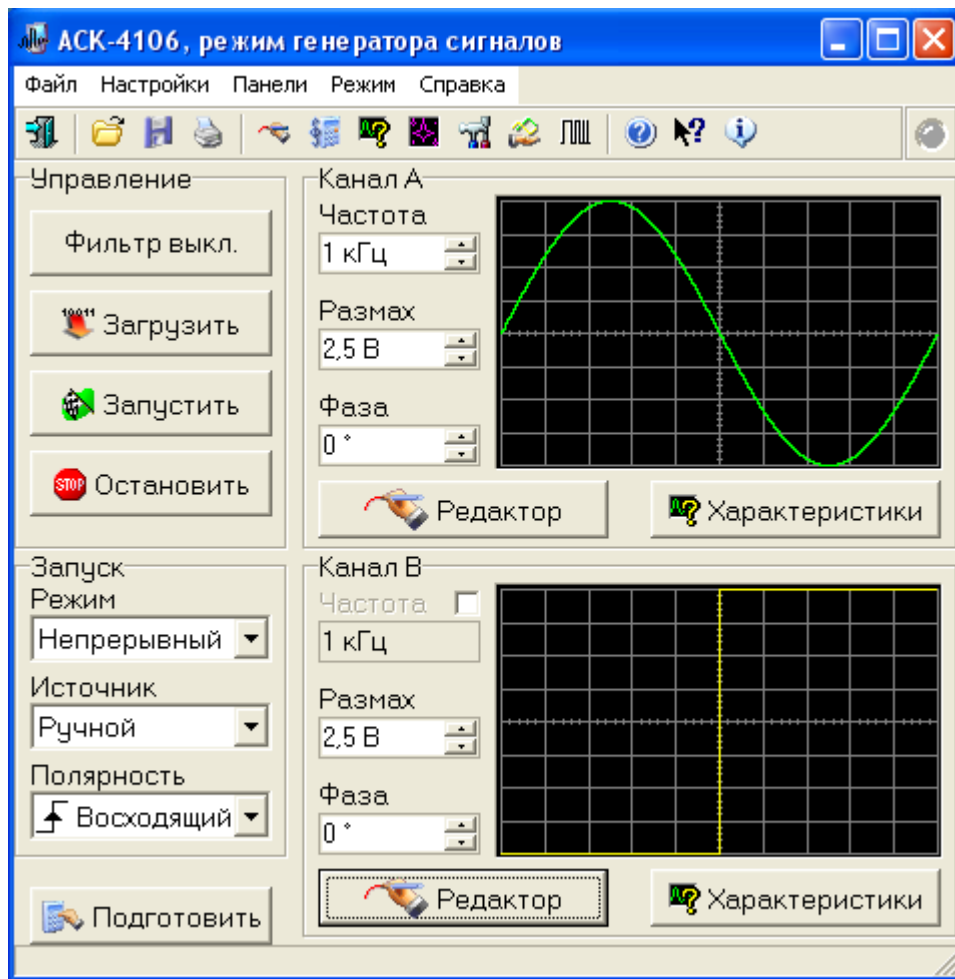 АСК-4106, режим генератора сигналов
Файл Настройки Панели Режим Справка
Управление
Фильтр выкл.
10011
Загрузить
Запустить
STOP Остановить
Запуск
Режим
Непрерывный
Источник
Ручной
Полярность
Восходящий
Подготовить
Канал A
Частота
1 кГц
Размах
2,5 В
Фаза
0 °
Редактор
Характеристики
Канал B
Частота
1 кГц
Размах
2,5 В
Фаза
0 °
Редактор
Характеристики